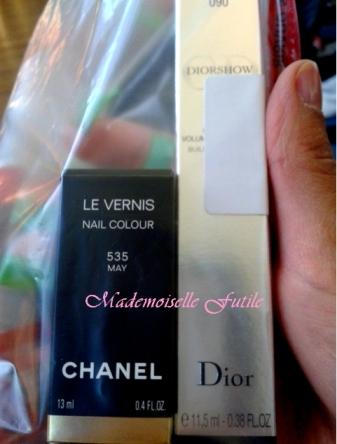 090
DIORSHOW
LE VERNIS
NAIL COLOUR
535
MAY
Mademoiselle Futile
CHANEL
13 ml
0.4 FL.OZ.
Dior
e 11,5 ml - 0.38 FL.OZ